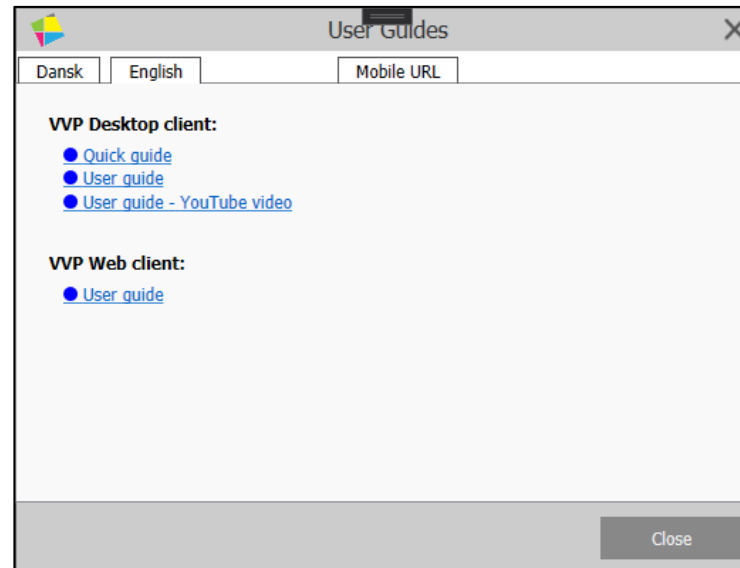 User Guides
Dansk English Mobile URL
VVP Desktop client:
Quick guide
User guide
User guide - YouTube video
VVP Web client:
User guide
Close